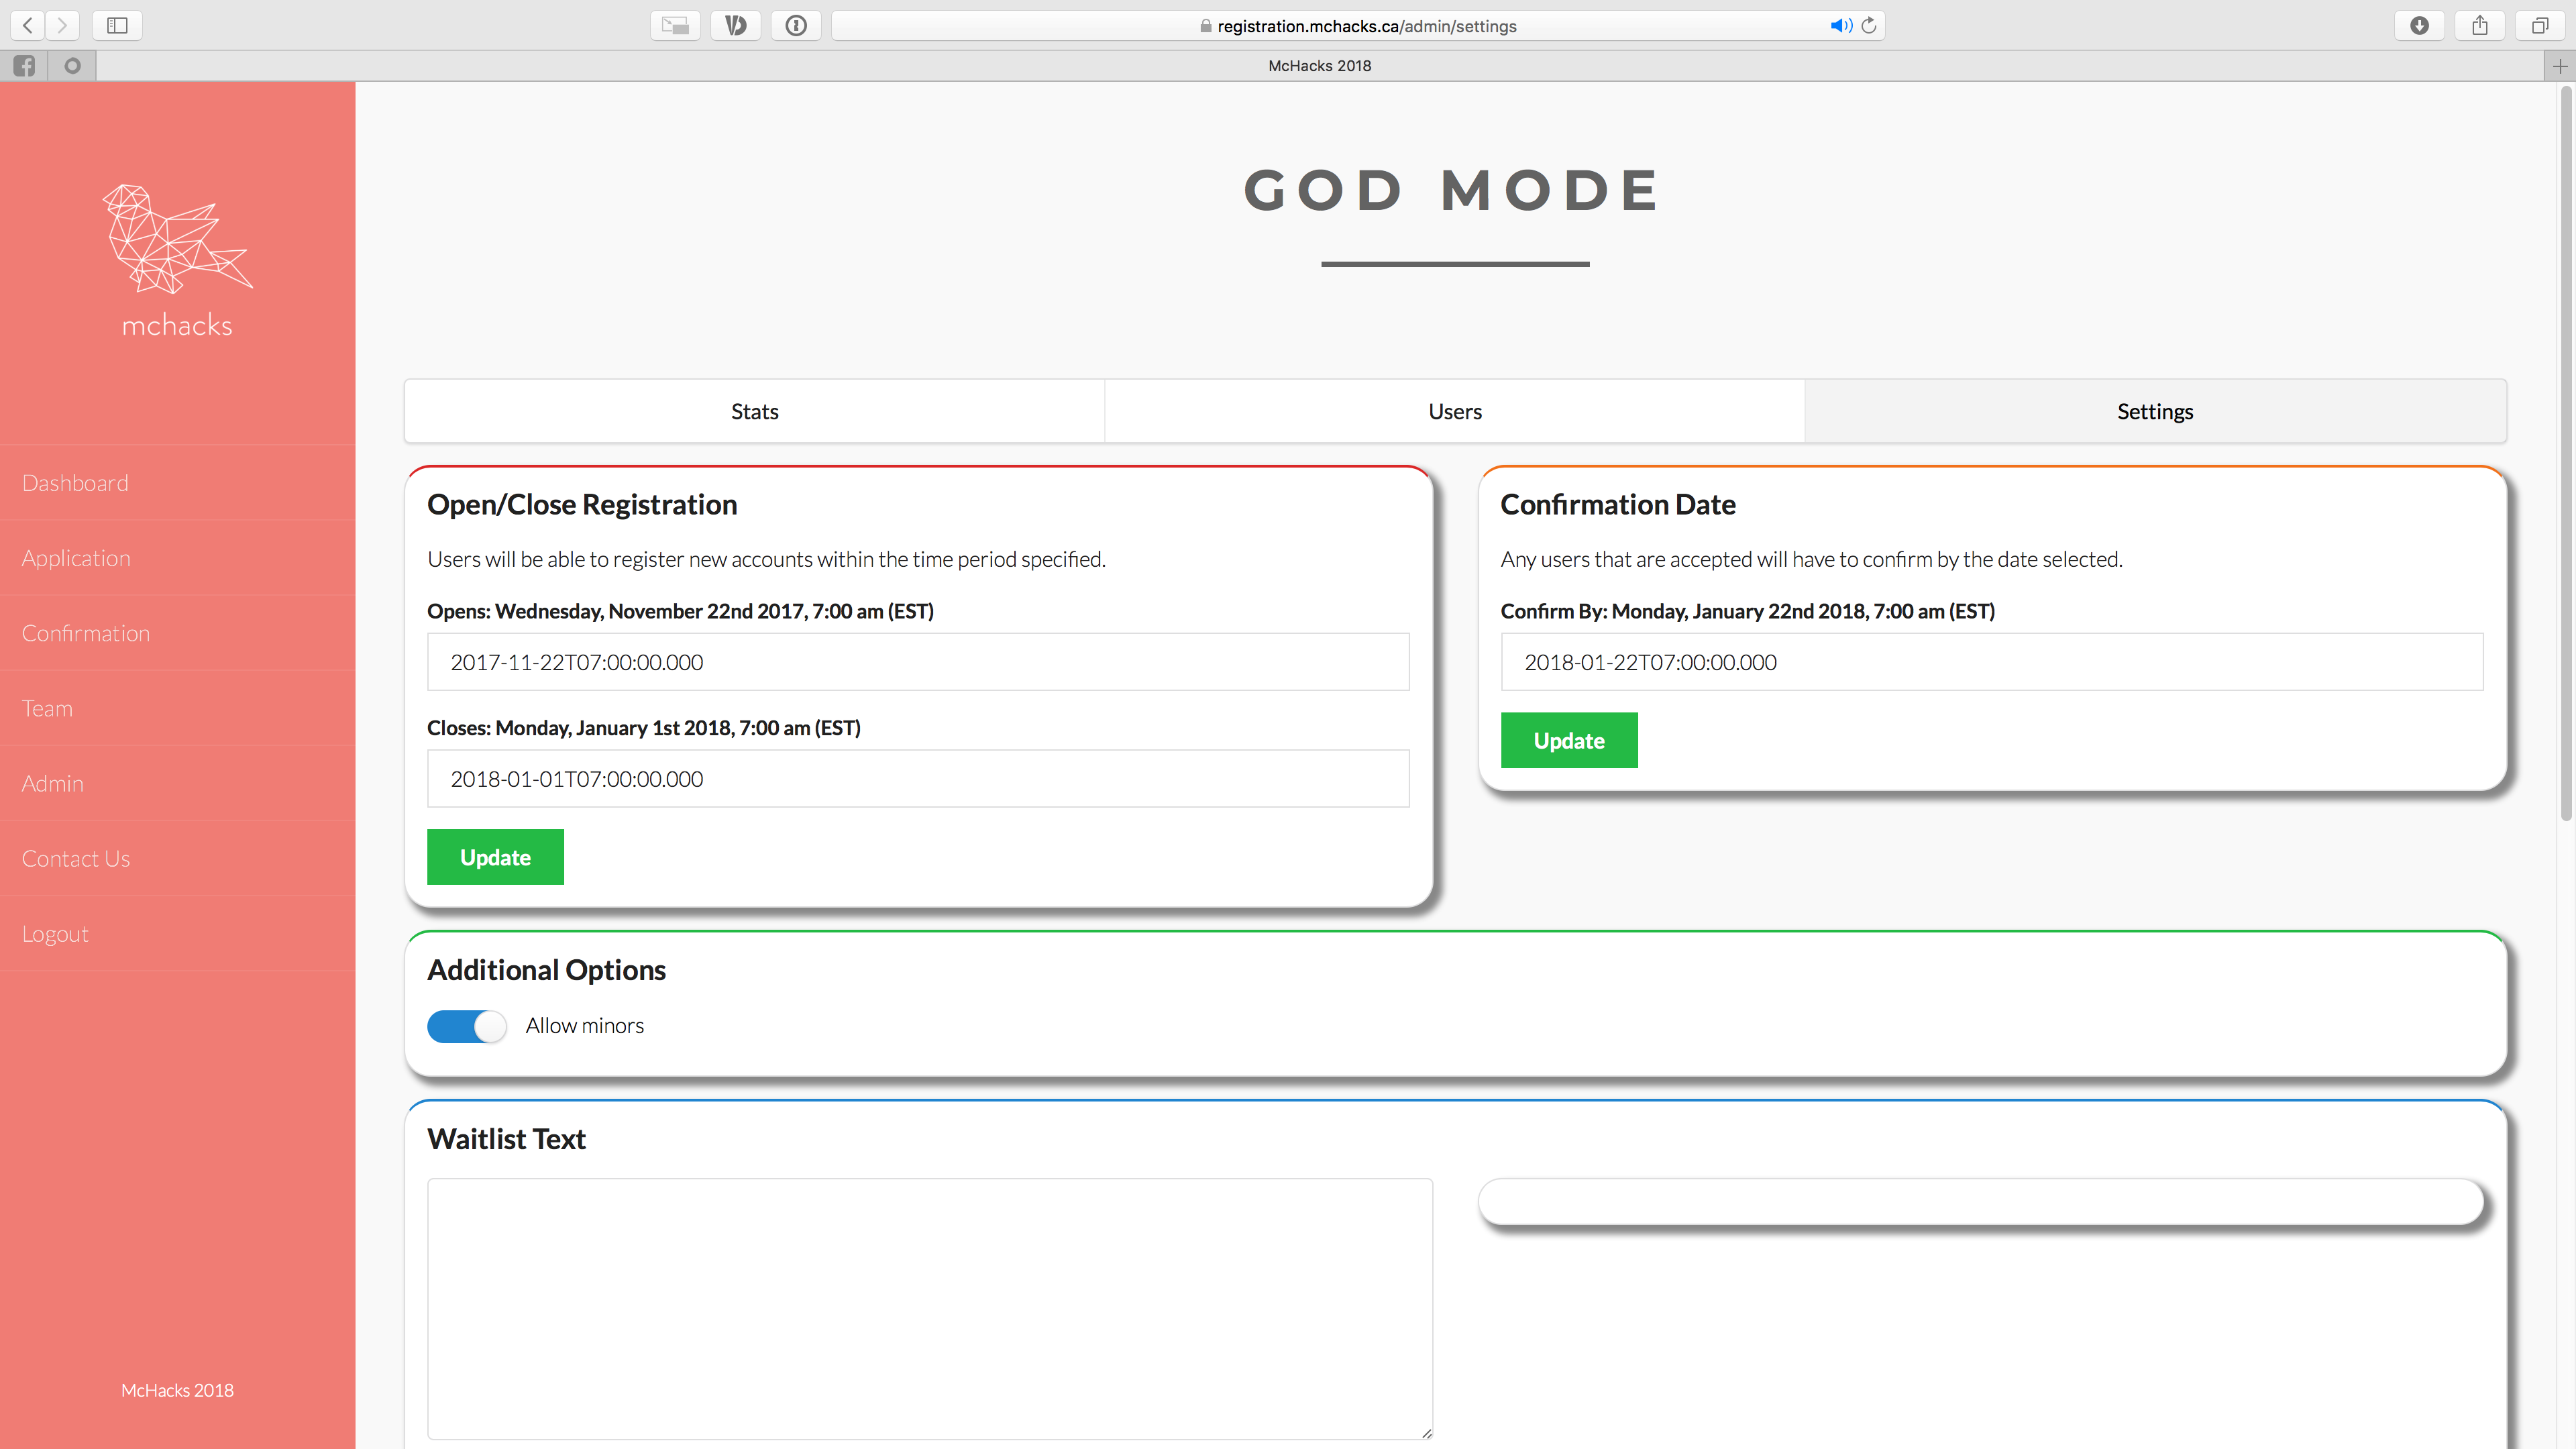 registration.mchacks.ca/admin/settings
McHacks 2018
mchacks
Dashboard
Application
Confirmation
Team
Admin
Contact Us
Logout
McHacks 2018
GOD MODE
Stats
Users
Settings
Open/Close Registration
Users will be able to register new accounts within the time period specified.
Opens: Wednesday, November 22nd 2017, 7:00 am (EST)
2017-11-22T07:00:00.000
Closes: Monday, January 1st 2018, 7:00 am (EST)
2018-01-01T07:00:00.000
Update
Confirmation Date
Any users that are accepted will have to confirm by the date selected.
Confirm By: Monday, January 22nd 2018, 7:00 am (EST)
2018-01-22T07:00:00.000
Update
Additional Options
Allow minors
Waitlist Text